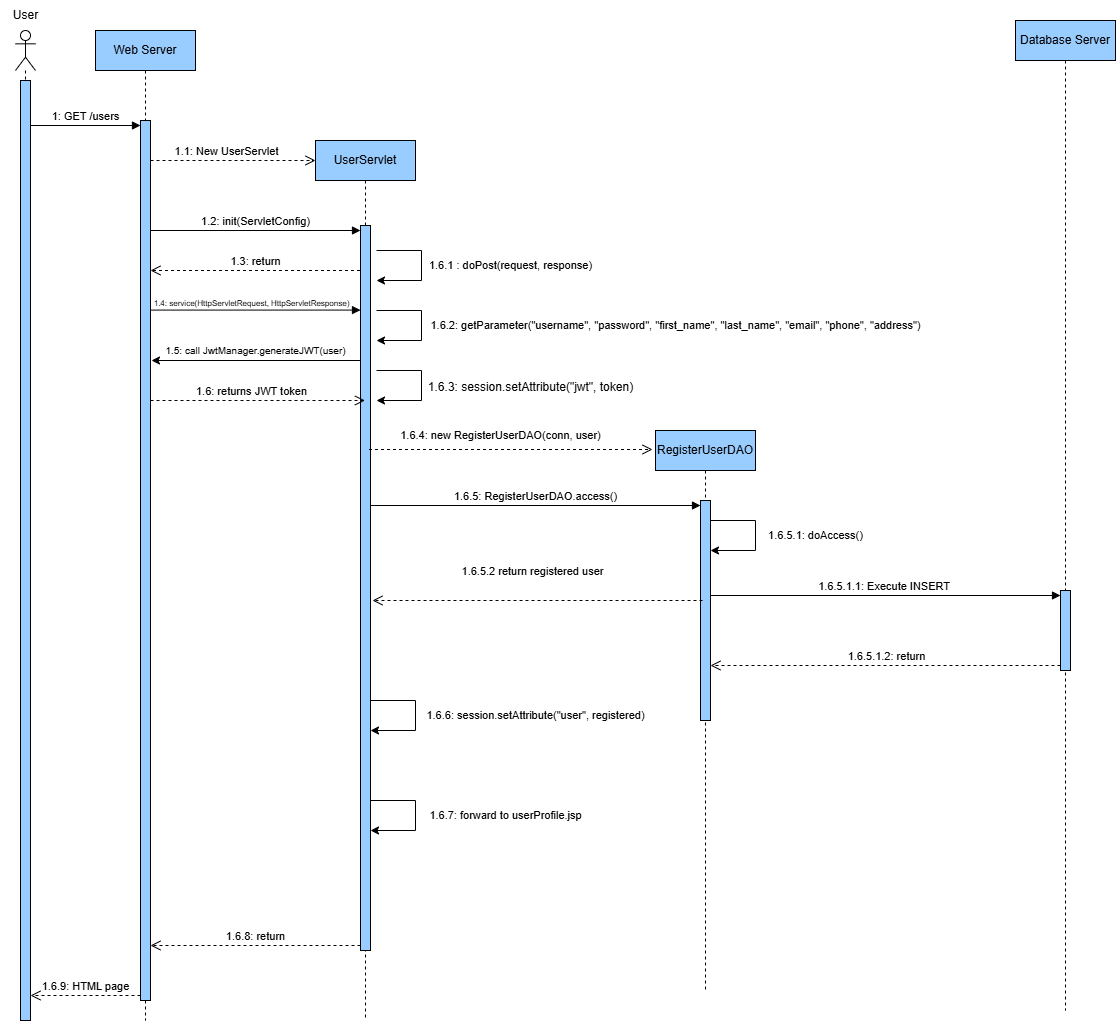 User
Web Server
Database Server
1: GET /users
1.1: New UserServlet
UserServlet
1.2: init(ServletConfig)
1.3: return
1.6.1 : doPost(request, response)
1.4: service(HttpServletRequest, HttpServletResponse)
1.6.2: getParameter("username", "password", "first_name", "last_name", "email", "phone", "address")
1.5: call JwtManager.generateJWT(user)
1.6: returns JWT token
1.6.3: session.setAttribute("jwt", token)
1.6.4: new RegisterUserDAO(conn, user)
RegisterUserDAO
1.6.5: RegisterUserDAO.access()
1.6.5.1: doAccess()
1.6.5.2 return registered user
1.6.5.1.1: Execute INSERT
1.6.5.1.2: return
1.6.6: session.setAttribute("user", registered)
1.6.7: forward to userProfile.jsp
1.6.8: return
1.6.9: HTML page